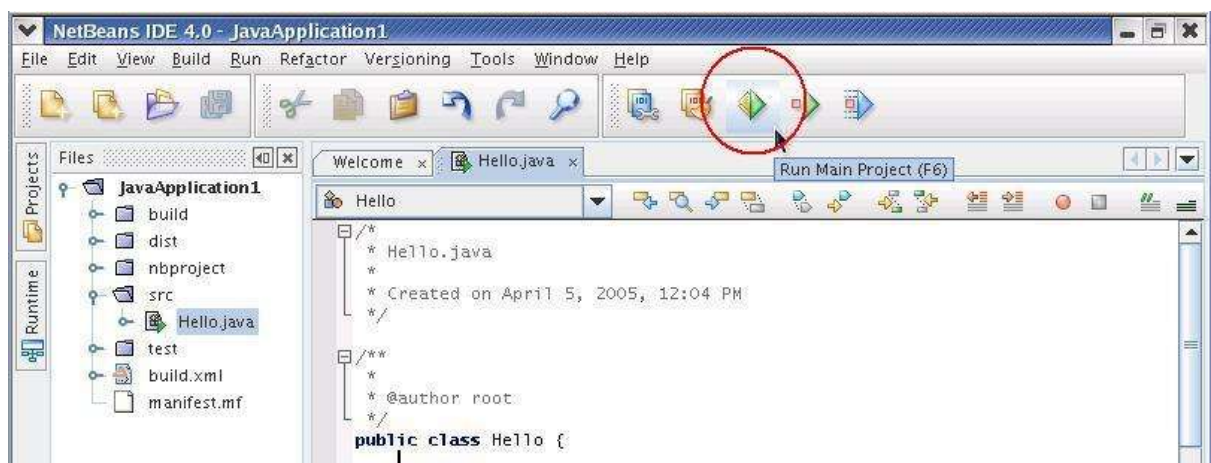 NetBeans IDE 4.0 - JavaApplication1
File Edit View Build Run Refactor Versioning Tools Window Help
Projects
Runtime
Files
JavaApplication1
build
dist
nbproject
src
Hello.java
test
build.xml
manifest.mf
Welcome Hello.java
Run Main Project (F6)
Hello
/*
* Hello.java
*
* Created on April 5, 2005, 12:04 PM
*/
/**
*
* @author root
*/
public class Hello {